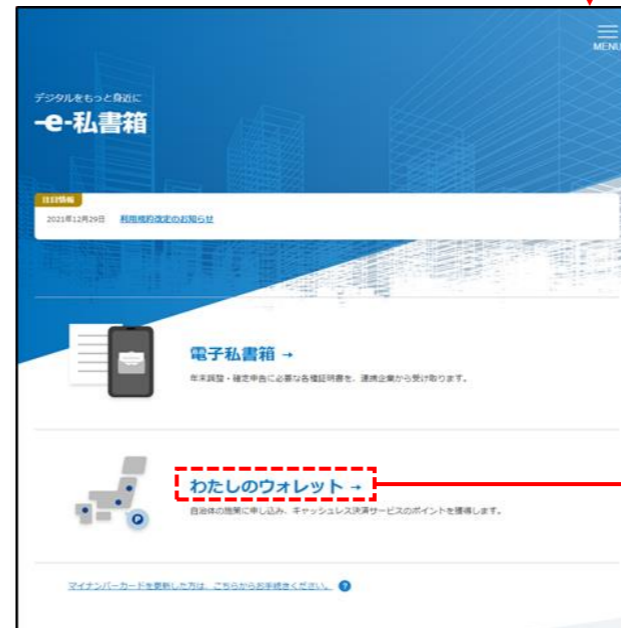 MENU
デジタルをもっと身近に
-e-私書箱
注目情報
2021年12月29日 利用規約改定のお知らせ
電子私書箱 →
年末調整・確定申告に必要な各種証明書を、連携企業から受け取ります。
わたしのウォレット →
自治体の施策に申し込み、キャッシュレス決済サービスのポイントを獲得します。
P
マイナンバーカードを更新した方は、こちらからお手続きください。 ?